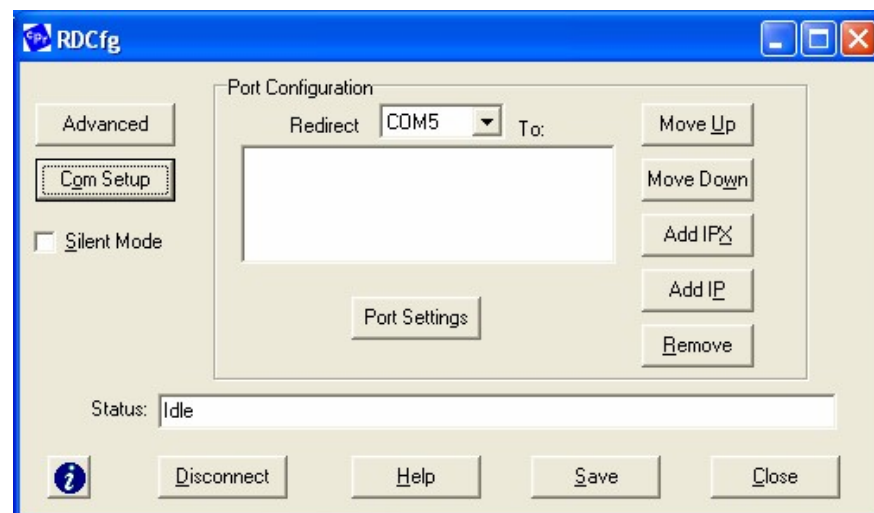 CPr RDCfg
Port Configuration
Advanced Redirect COM5 To: Move Up
Com Setup Move Down
Silent Mode Add IPX
Add IP
Port Settings
Remove
Status: Idle
i Disconnect Help Save Close